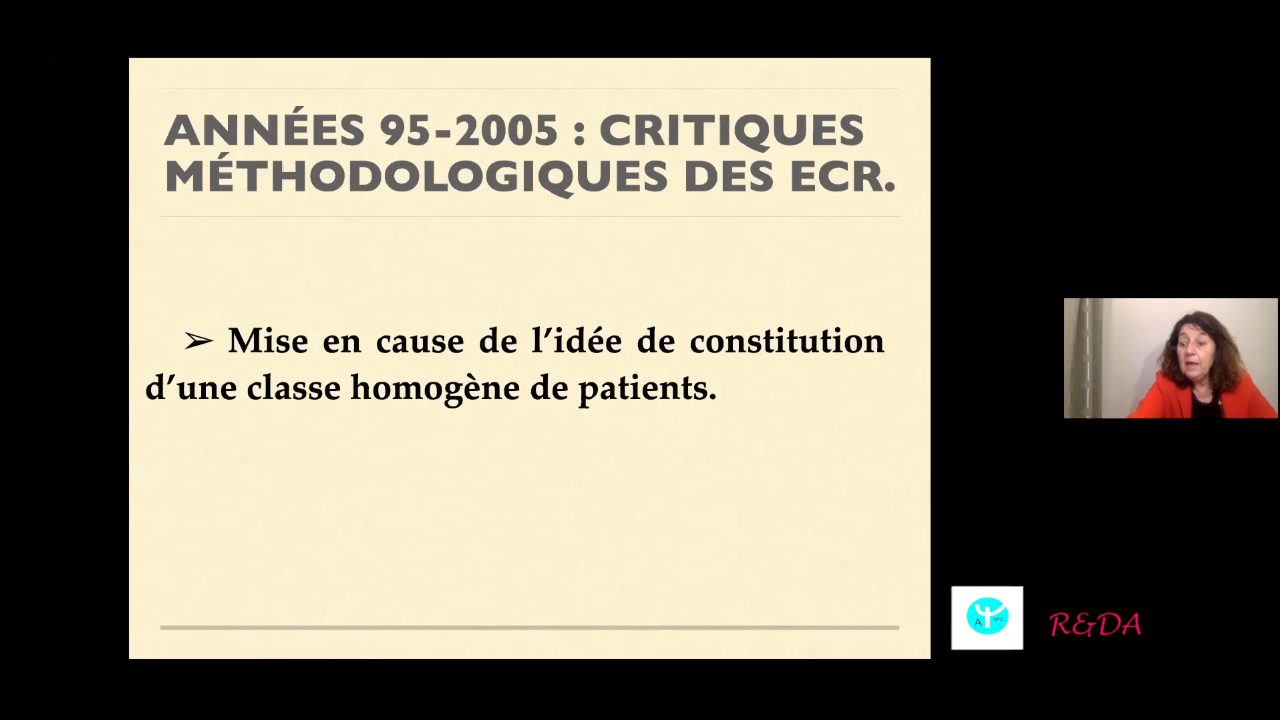 ANNÉES 95-2005 : CRITIQUES
MÉTHODOLOGIQUES DES ECR.
➢ Mise en cause de l’idée de constitution
d’une classe homogène de patients.
R&DA